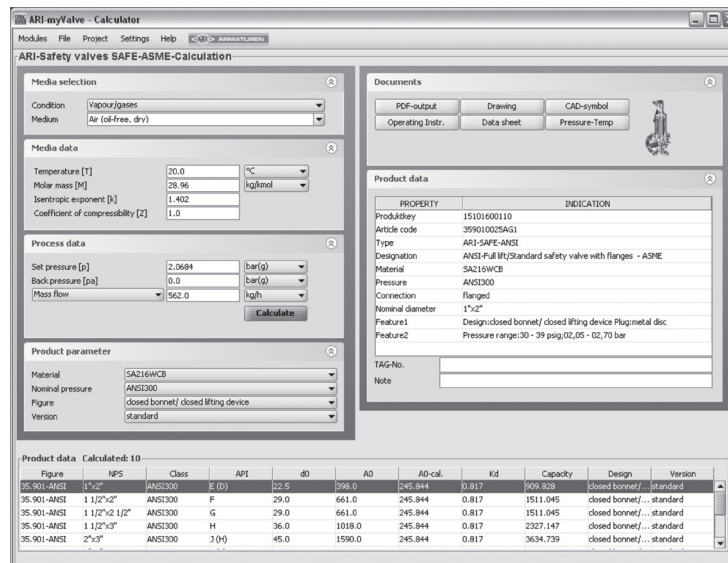 ARI-myValve - Calculator
Modules File Project Settings Help ARI ARMATUREN
ARI-Safety valves SAFE-ASME-Calculation
Media selection
Condition Vapour/gases
Medium Air (oil-free, dry)
Media data
Temperature [T] 20.0 °C
Molar mass [M] 28.96 kg/kmol
Isentropic exponent [k] 1.402
Coefficient of compressibility [Z] 1.0
Process data
Set pressure [p] 2.0684 bar(g)
Back pressure [pa] 0.0 bar(g)
Mass flow 562.0 kg/h
Calculate
Product parameter
Material SA216WCB
Nominal pressure ANSI300
Figure closed bonnet/ closed lifting device
Version standard
Documents
PDF-output Drawing CAD-symbol
Operating Instr. Data sheet Pressure-Temp
Product data
PROPERTY INDICATION
Produktkey 15101600110
Article code 359010025AG1
Type ARI-SAFE-ANSI
Designation ANSI-Full lift/Standard safety valve with flanges - ASME
Material SA216WCB
Pressure ANSI300
Connection flanged
Nominal diameter 1"x2"
Feature1 Design:closed bonnet/ closed lifting device Plug:metal disc
Feature2 Pressure range:30 - 39 psig;02,05 - 02,70 bar
TAG-No.
Note
Product data Calculated: 10
Figure NPS Class API d0 A0 A0-cal. Kd Capacity Design Version
35.901-ANSI 1"x2" ANSI300 E (D) 22.5 398.0 245.844 0.817 909.828 closed bonnet/... standard
35.901-ANSI 1 1/2"x2" ANSI300 F 29.0 661.0 245.844 0.817 1511.045 closed bonnet/... standard
35.901-ANSI 1 1/2"x2 1/2" ANSI300 G 29.0 661.0 245.844 0.817 1511.045 closed bonnet/... standard
35.901-ANSI 1 1/2"x3" ANSI300 H 36.0 1018.0 245.844 0.817 2327.147 closed bonnet/... standard
35.901-ANSI 2"x3" ANSI300 J (H) 45.0 1590.0 245.844 0.817 3634.739 closed bonnet/... standard